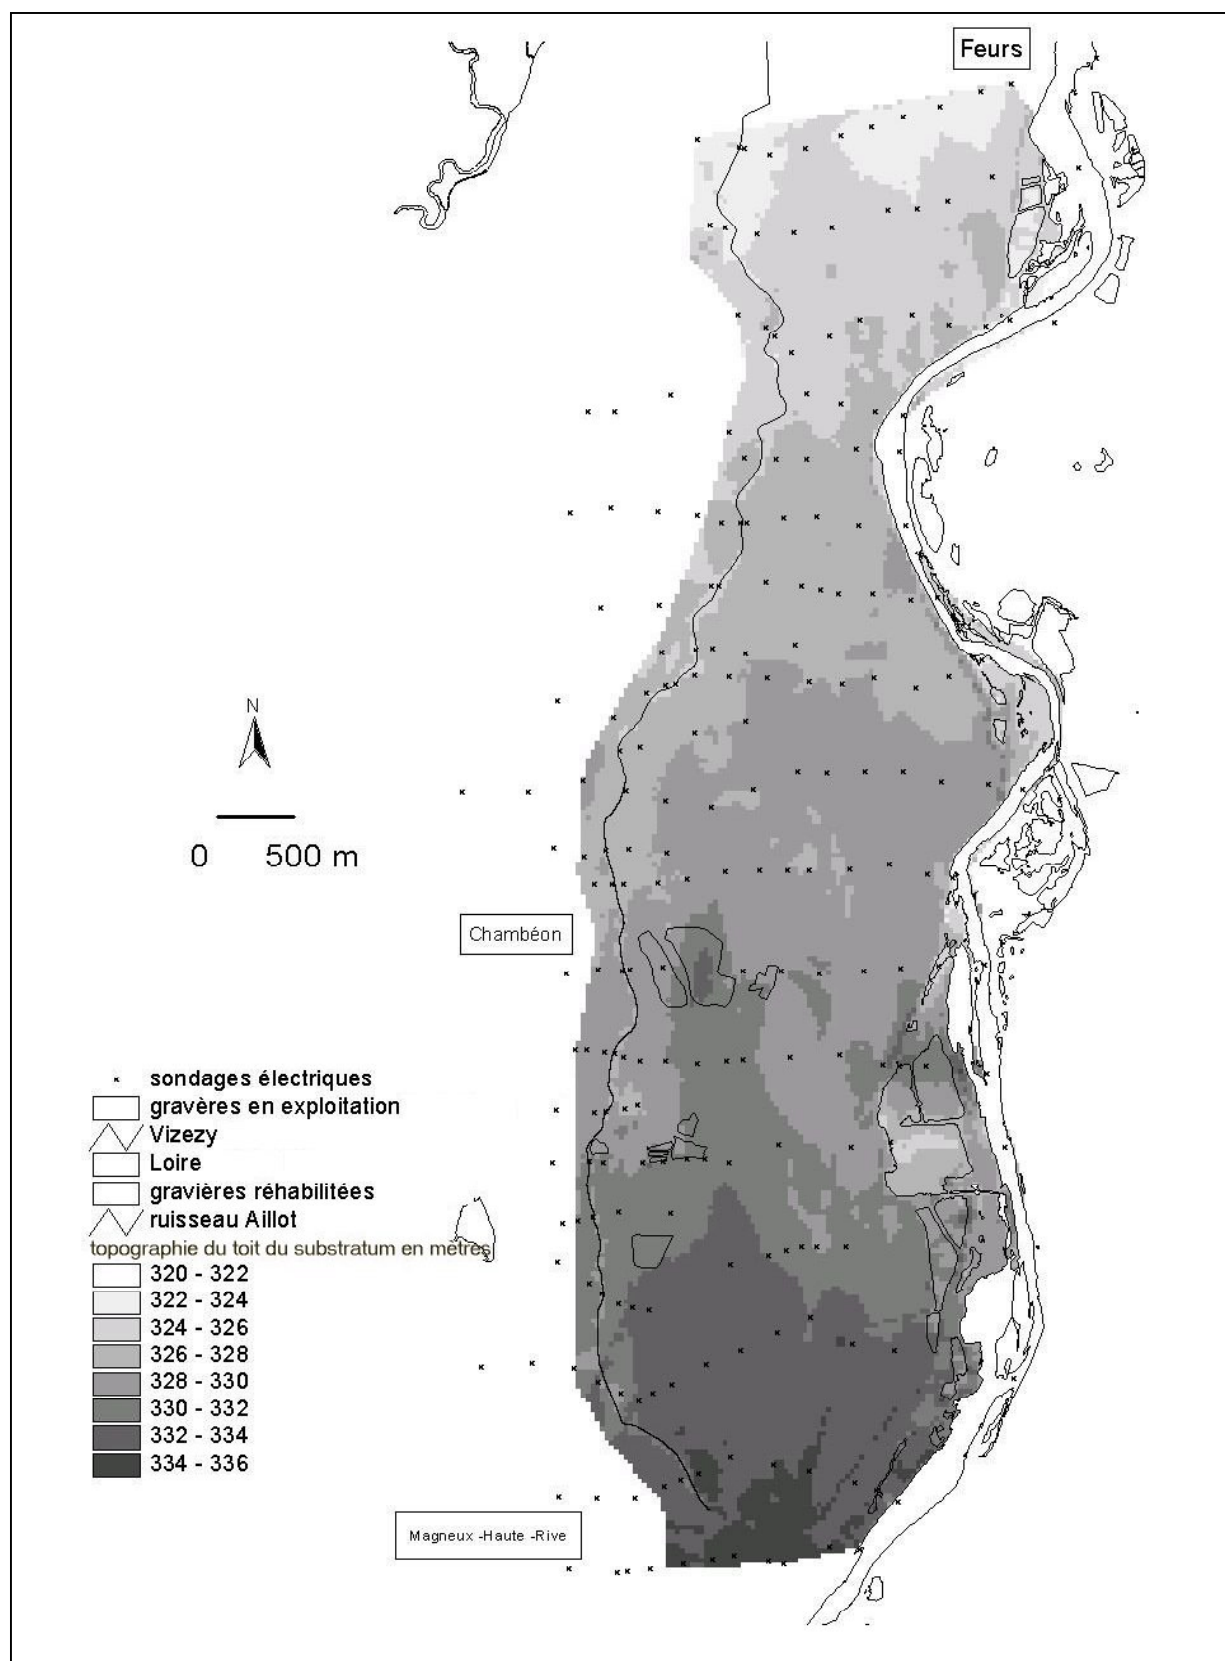 Feurs
N
0 500 m
Chambéon
sondages électriques
gravères en exploitation
Vizezy
Loire
gravières réhabilitées
ruisseau Aillot
topographie du toit du substratum en mètres
320 - 322
322 - 324
324 - 326
326 - 328
328 - 330
330 - 332
332 - 334
334 - 336
Magneux -Haute -Rive